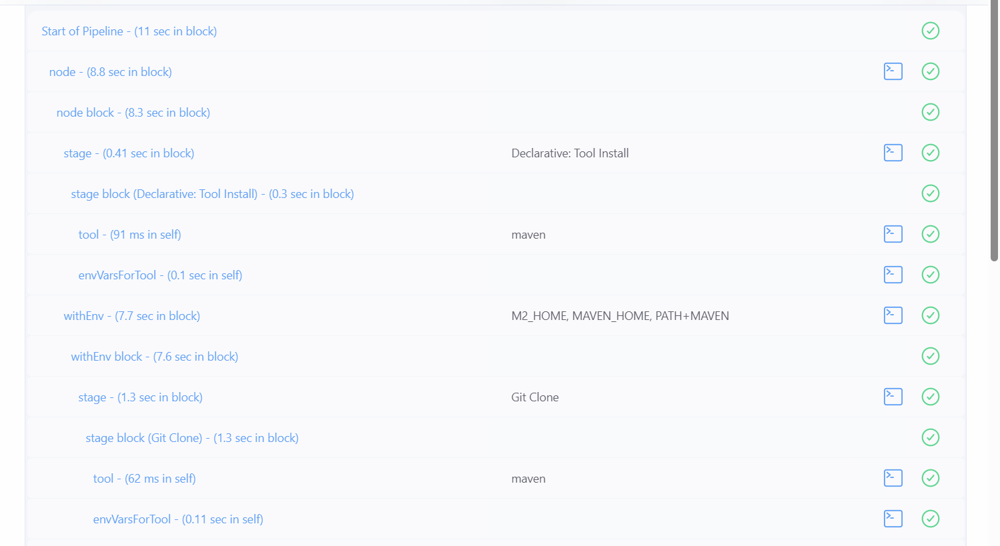 Start of Pipeline - (11 sec in block)
node - (8.8 sec in block)
node block - (8.3 sec in block)
stage - (0.41 sec in block) Declarative: Tool Install
stage block (Declarative: Tool Install) - (0.3 sec in block)
tool - (91 ms in self) maven
envVarsForTool - (0.1 sec in self)
withEnv - (7.7 sec in block) M2_HOME, MAVEN_HOME, PATH+MAVEN
withEnv block - (7.6 sec in block)
stage - (1.3 sec in block) Git Clone
stage block (Git Clone) - (1.3 sec in block)
tool - (62 ms in self) maven
envVarsForTool - (0.11 sec in self)